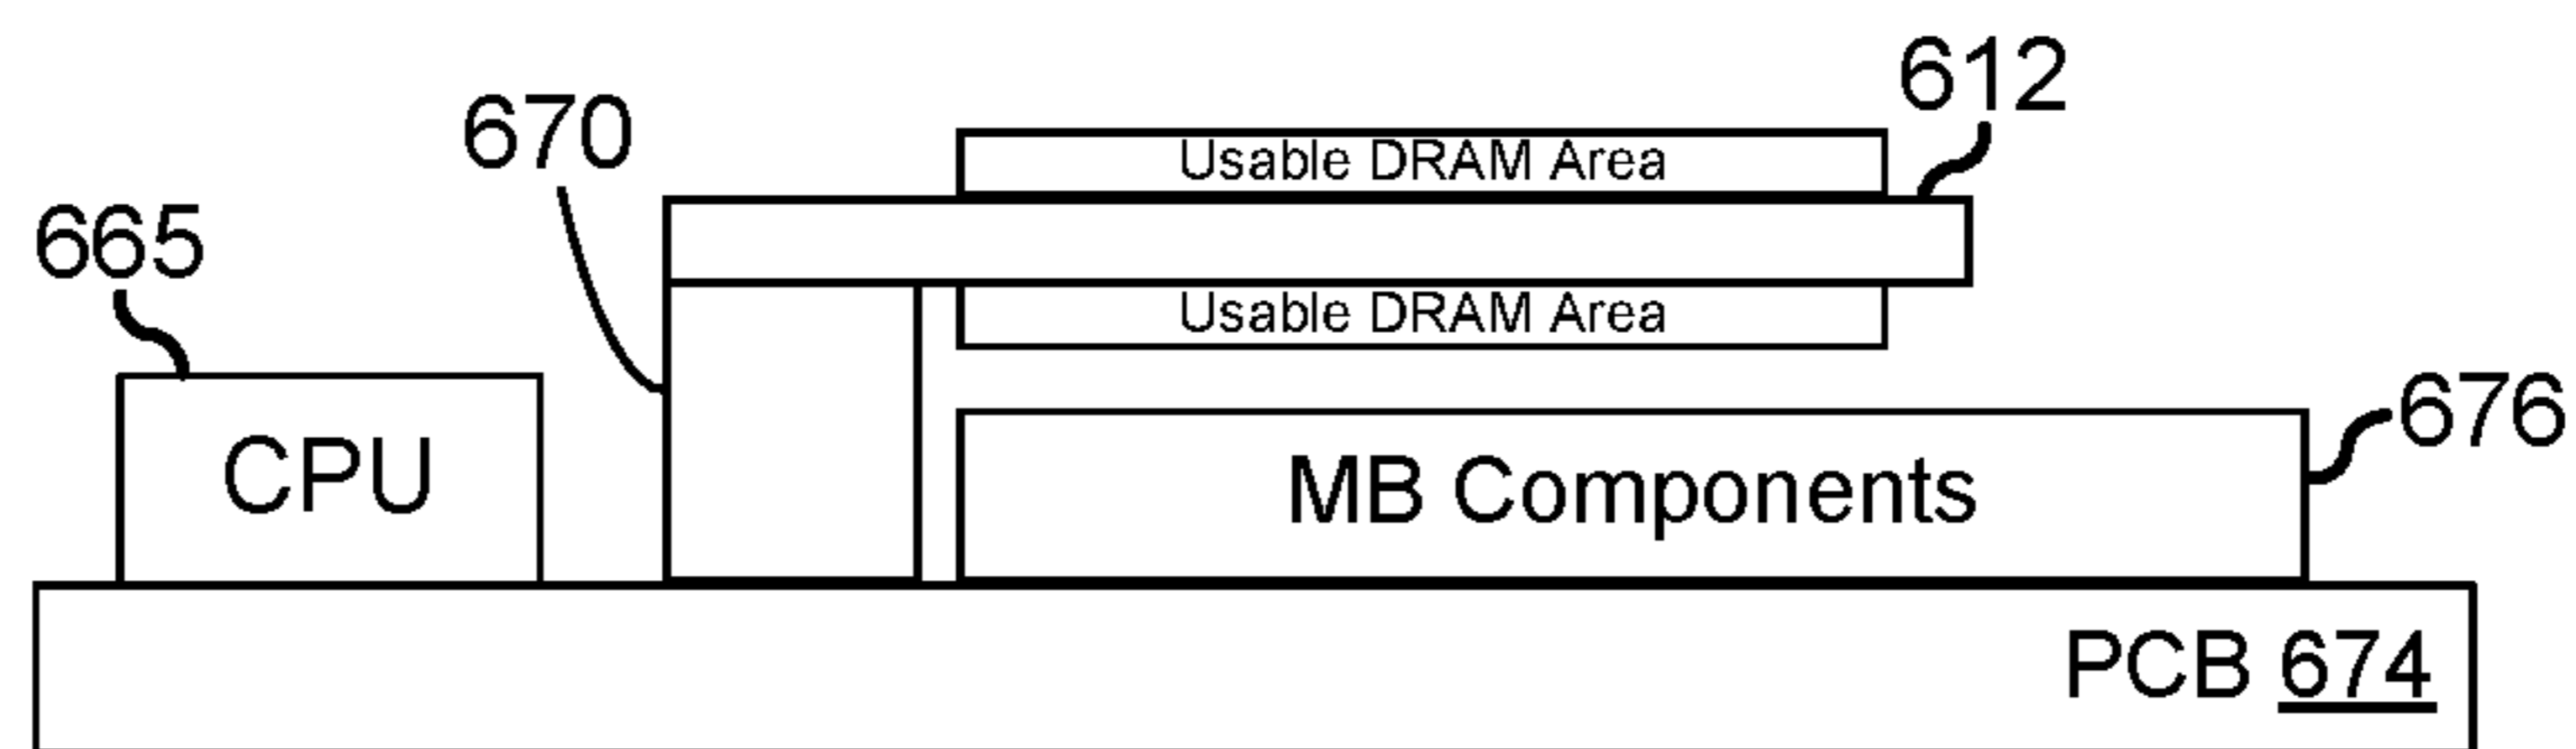 612
Usable DRAM Area
670
665
Usable DRAM Area
676
CPU
MB Components
PCB 674